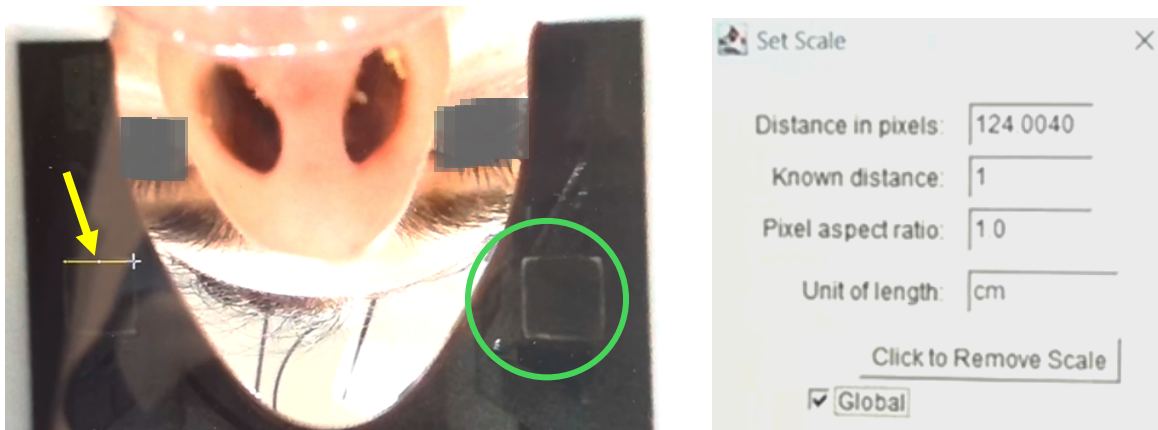 Set Scale
Distance in pixels: 124.0040
Known distance: 1
Pixel aspect ratio: 1.0
Unit of length: cm
Click to Remove Scale
Global